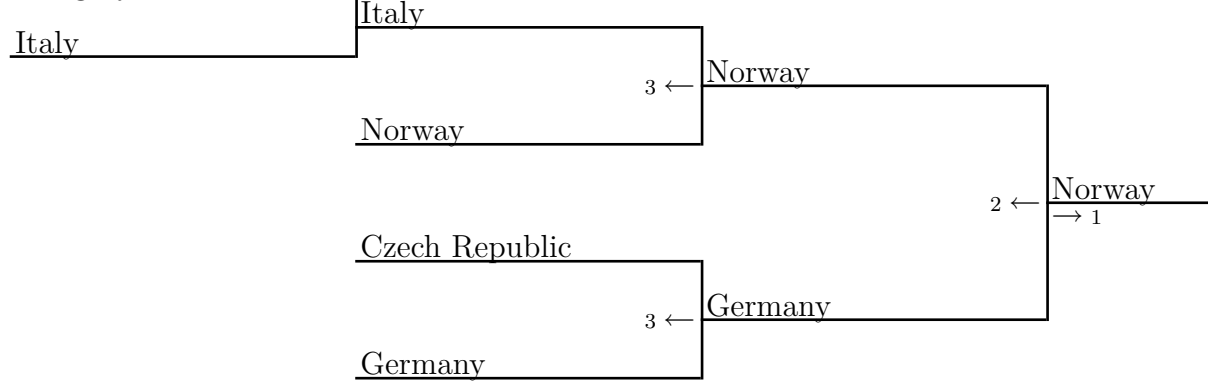 Italy
Italy
3 ← Norway
Norway
2 ← Norway
→ 1
Czech Republic
3 ← Germany
Germany